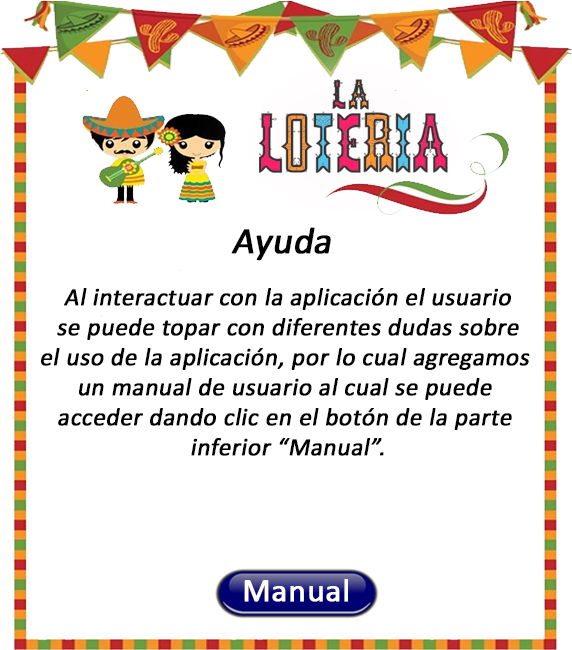 LA
LOTERIA
Ayuda
Al interactuar con la aplicación el usuario
se puede topar con diferentes dudas sobre
el uso de la aplicación, por lo cual agregamos
un manual de usuario al cual se puede
acceder dando clic en el botón de la parte
inferior “Manual”.
Manual